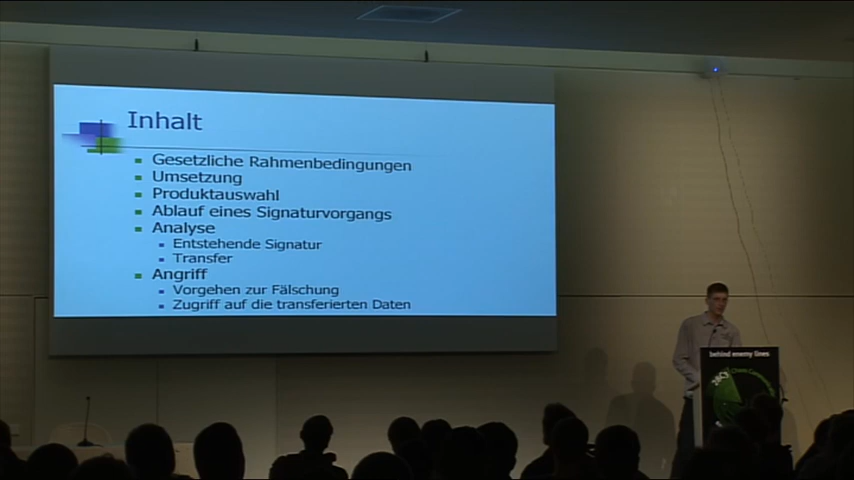 Inhalt
Gesetzliche Rahmenbedingungen
Umsetzung
Produktauswahl
Ablauf eines Signaturvorgangs
Analyse
Entstehende Signatur
Transfer
Angriff
Vorgehen zur Fälschung
Zugriff auf die transferierten Daten
behind enemy lines